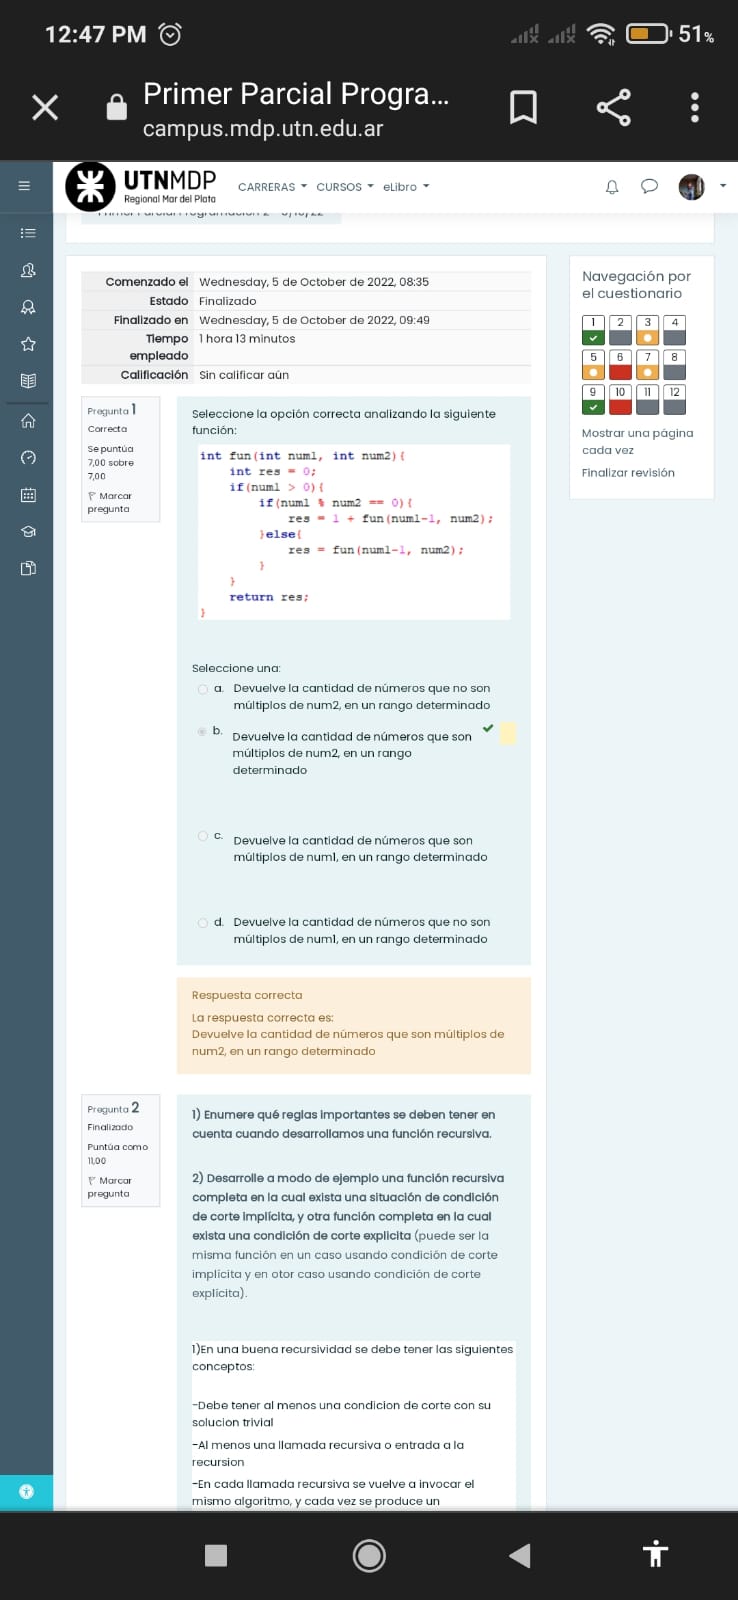 12:47 PM
51%
Primer Parcial Progra...
campus.mdp.utn.edu.ar
UTNMDP
Regional Mar del Plata
CARRERAS
CURSOS
eLibro
Comenzado el Wednesday, 5 de October de 2022, 08:35
Estado Finalizado
Finalizado en Wednesday, 5 de October de 2022, 09:49
Tiempo empleado 1 hora 13 minutos
Calificación Sin calificar aún
Navegación por
el cuestionario
1 2 3 4
5 6 7 8
9 10 11 12
Mostrar una página
cada vez
Finalizar revisión
Pregunta 1
Correcta
Se puntúa
7,00 sobre
7,00
Marcar
pregunta
Seleccione la opción correcta analizando la siguiente
función:
int fun(int num1, int num2){
int res = 0;
if(num1 > 0){
if(num1 % num2 == 0){
res = 1 + fun(num1-1, num2);
}else{
res = fun(num1-1, num2);
}
}
return res;
}
Seleccione una:
a. Devuelve la cantidad de números que no son
múltiplos de num2, en un rango determinado
b. Devuelve la cantidad de números que son
múltiplos de num2, en un rango
determinado
c. Devuelve la cantidad de números que son
múltiplos de num1, en un rango determinado
d. Devuelve la cantidad de números que no son
múltiplos de num1, en un rango determinado
Respuesta correcta
La respuesta correcta es:
Devuelve la cantidad de números que son múltiplos de
num2, en un rango determinado
Pregunta 2
Finalizado
Puntúa como
11,00
Marcar
pregunta
1) Enumere qué reglas importantes se deben tener en
cuenta cuando desarrollamos una función recursiva.
2) Desarrolle a modo de ejemplo una función recursiva
completa en la cual exista una situación de condición
de corte implícita, y otra función completa en la cual
exista una condición de corte explicita (puede ser la
misma función en un caso usando condición de corte
implícita y en otor caso usando condición de corte
explícita).
1)En una buena recursividad se debe tener las siguientes
conceptos:
-Debe tener al menos una condicion de corte con su
solucion trivial
-Al menos una llamada recursiva o entrada a la
recursion
-En cada llamada recursiva se vuelve a invocar el
mismo algoritmo, y cada vez se produce un